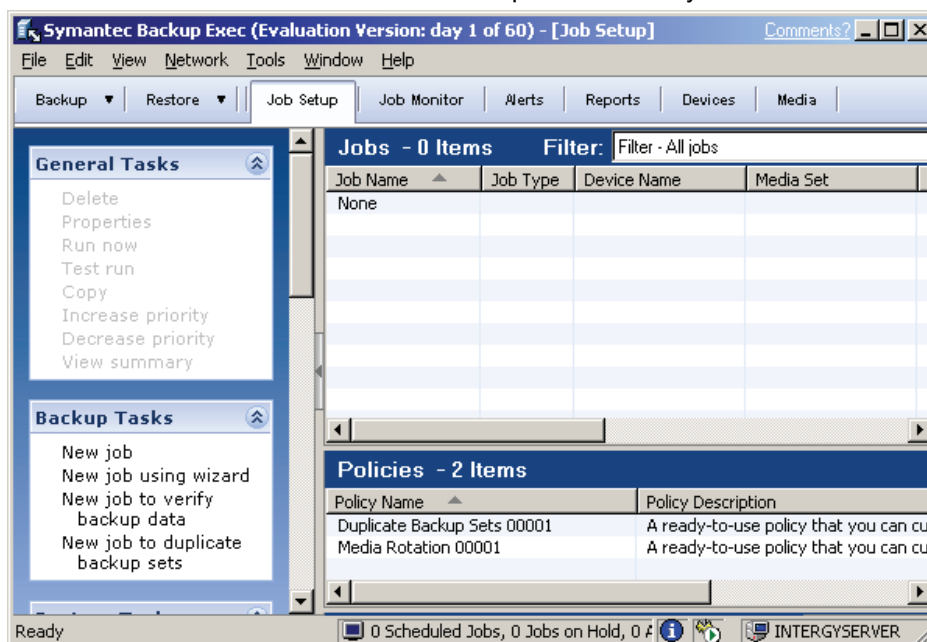 Symantec Backup Exec (Evaluation Version: day 1 of 60) - [Job Setup] Comments?
File Edit View Network Tools Window Help
Backup Restore Job Setup Job Monitor Alerts Reports Devices Media
General Tasks
Delete
Properties
Run now
Test run
Copy
Increase priority
Decrease priority
View summary
Backup Tasks
New job
New job using wizard
New job to verify
backup data
New job to duplicate
backup sets
Jobs - 0 Items Filter: Filter - All jobs
Job Name Job Type Device Name Media Set
None
Policies - 2 Items
Policy Name Policy Description
Duplicate Backup Sets 00001 A ready-to-use policy that you can cu
Media Rotation 00001 A ready-to-use policy that you can cu
Ready 0 Scheduled Jobs, 0 Jobs on Hold, 0 INTERGYSERVER